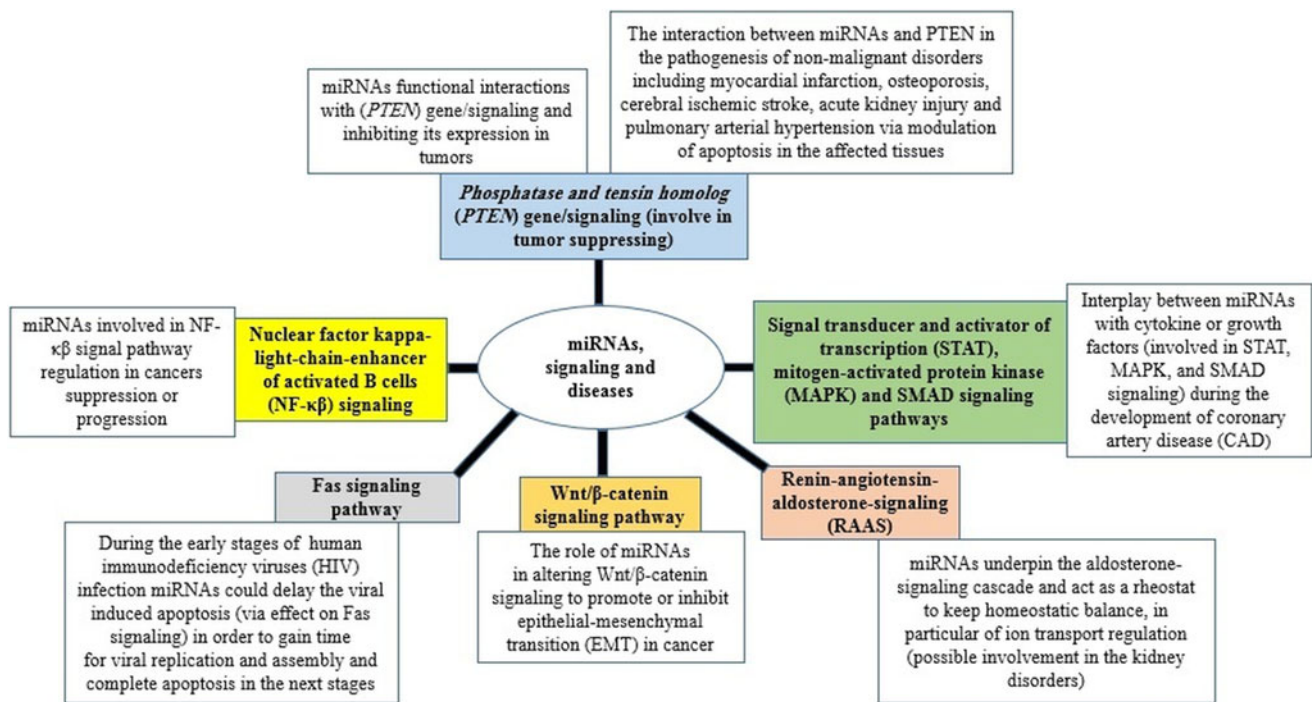 The interaction between miRNAs and PTEN in
the pathogenesis of non-malignant disorders
including myocardial infarction, osteoporosis,
cerebral ischemic stroke, acute kidney injury and
pulmonary arterial hypertension via modulation
of apoptosis in the affected tissues
miRNAs functional interactions
with (PTEN) gene/signaling and
inhibiting its expression in
tumors
Phosphatase and tensin homolog
(PTEN) gene/signaling (involve in
tumor suppressing)
miRNAs involved in NF-
κβ signal pathway
regulation in cancers
suppression or
progression
Nuclear factor kappa-
light-chain-enhancer
of activated B cells
(NF-κβ) signaling
miRNAs,
signaling and
diseases
Signal transducer and activator of
transcription (STAT),
mitogen-activated protein kinase
(MAPK) and SMAD signaling
pathways
Interplay between miRNAs
with cytokine or growth
factors (involved in STAT,
MAPK, and SMAD
signaling) during the
development of coronary
artery disease (CAD)
Fas signaling
pathway
During the early stages of human
immunodeficiency viruses (HIV)
infection miRNAs could delay the viral
induced apoptosis (via effect on Fas
signaling) in order to gain time
for viral replication and assembly and
complete apoptosis in the next stages
Wnt/β-catenin
signaling pathway
The role of miRNAs
in altering Wnt/β-catenin
signaling to promote or inhibit
epithelial-mesenchymal
transition (EMT) in cancer
Renin-angiotensin-
aldosterone-signaling
(RAAS)
miRNAs underpin the aldosterone-
signaling cascade and act as a rheostat
to keep homeostatic balance, in
particular of ion transport regulation
(possible involvement in the kidney
disorders)